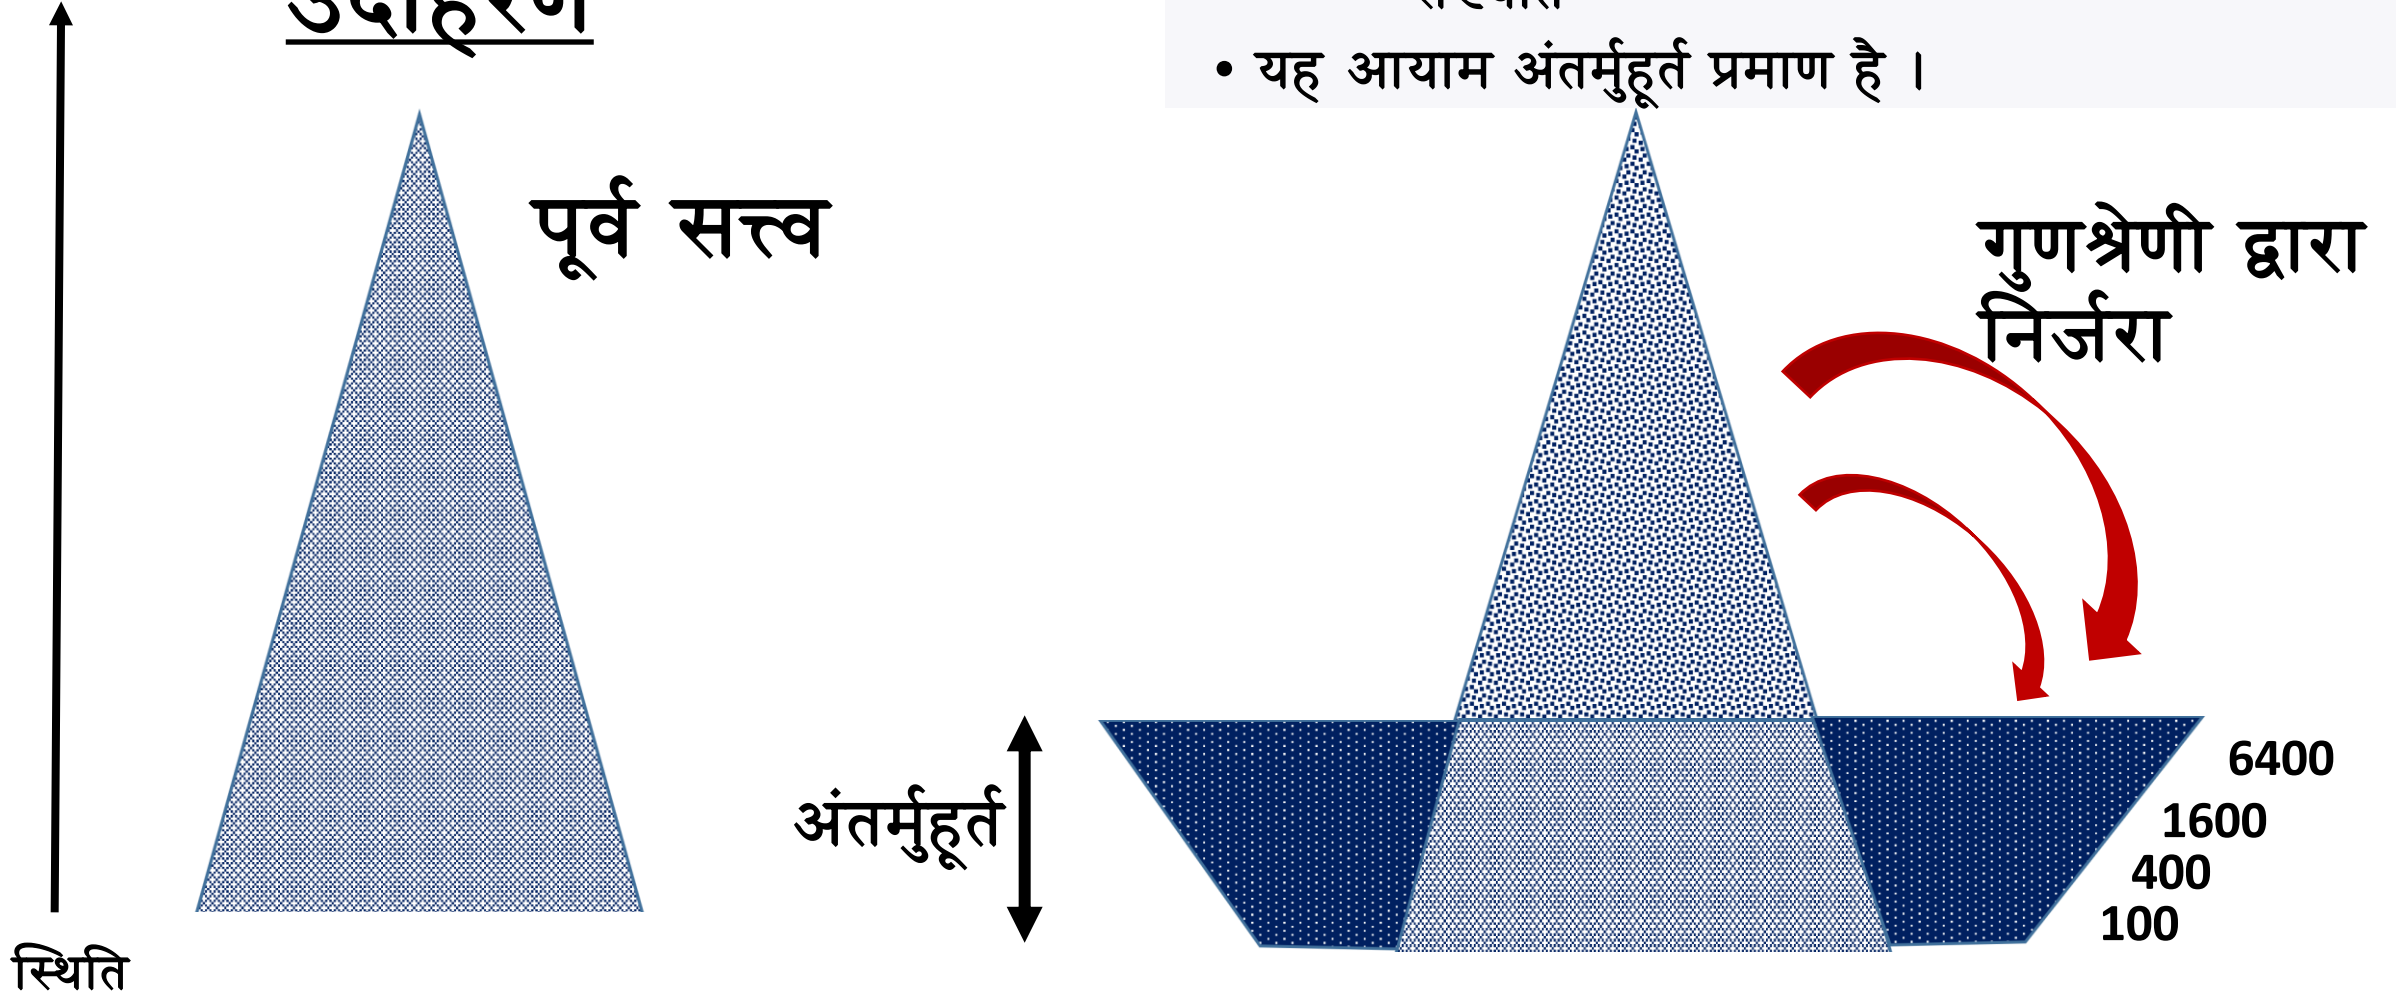 उदाहरण
• यह आयाम अंतर्मुहूर्त प्रमाण है ।
पूर्व सत्त्व
गुणश्रेणी द्वारा
निर्जरा
अंतर्मुहूर्त
6400
1600
400
100
स्थिति